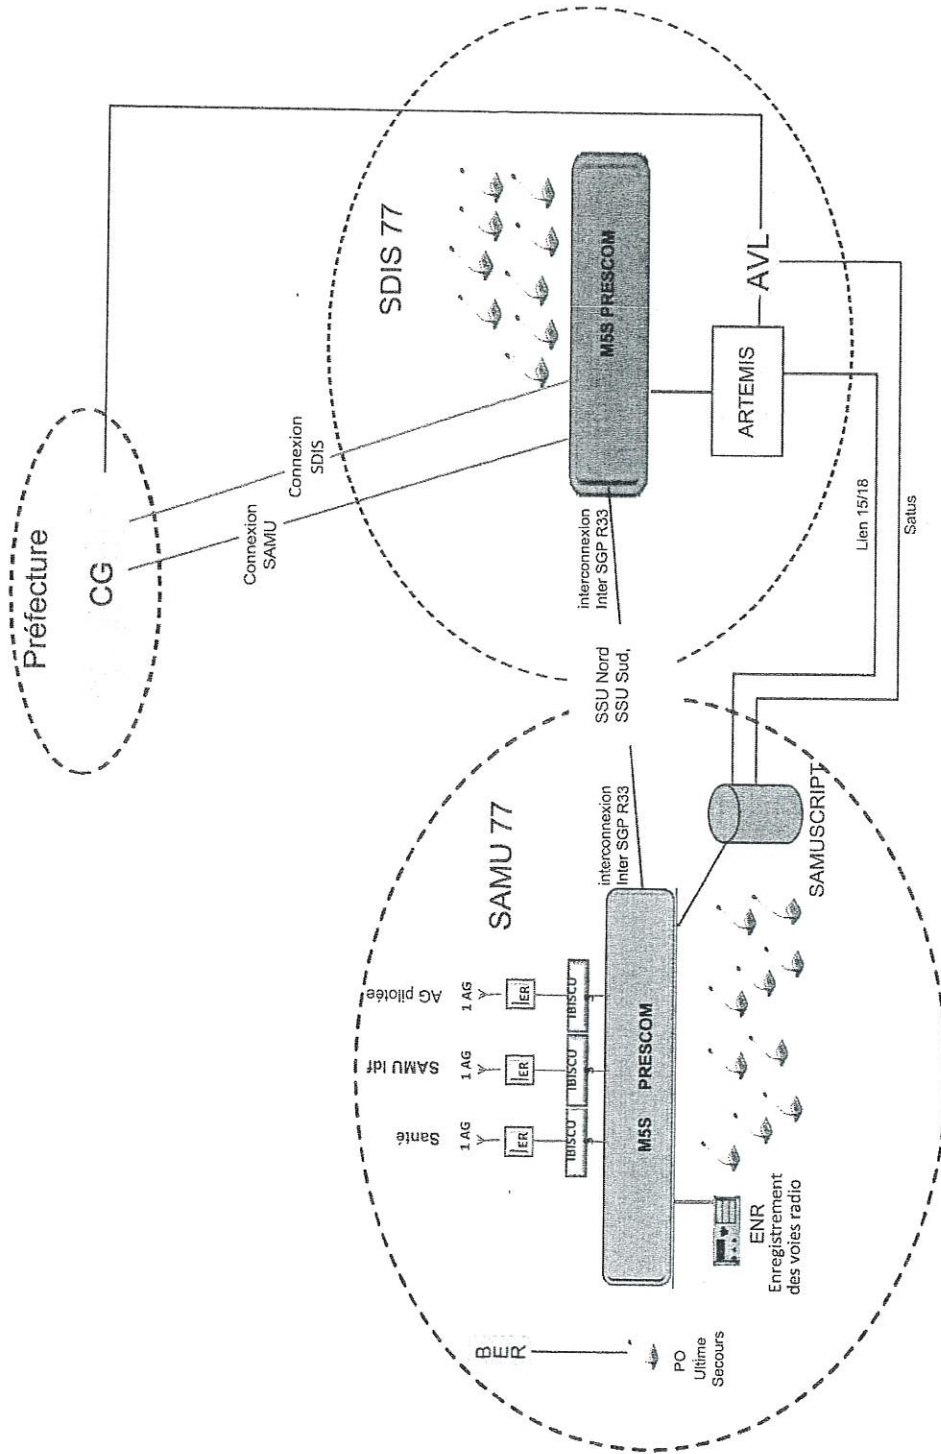 Préfecture
CG
Connexion
SDIS
Connexion
SAMU
SDIS 77
M5S PRESCOM
ARTEMIS
AVL
interconnexion
Inter SGP R33
SSU Nord
SSU Sud,
Lien 15/18
Satus
SAMU 77
interconnexion
Inter SGP R33
SAMUSCRIPT
AG pilotée
1 AG
ER
IBISCU
S
SAMU Idf
1 AG
ER
IBISCU
S
Santé
1 AG
ER
IBISCU
S
M5S PRESCOM
ENR
Enregistrement
des voies radio
BER
PO
Ultime
Secours